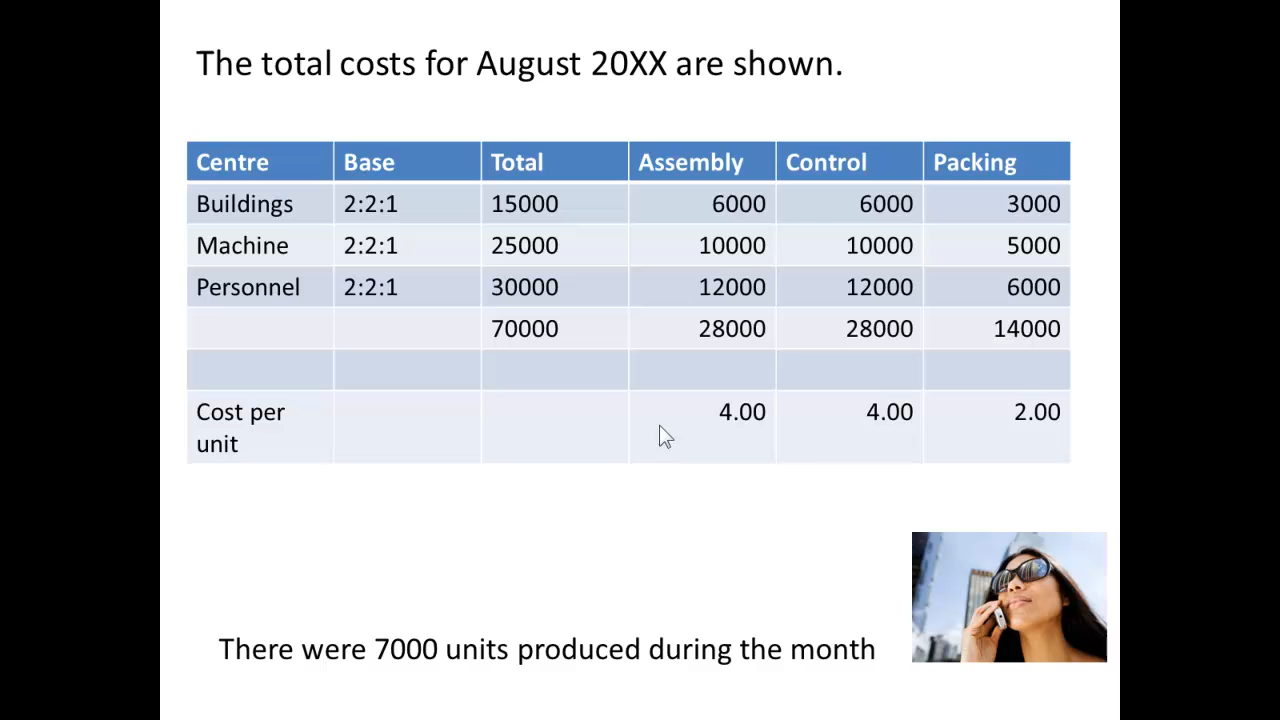 The total costs for August 20XX are shown.
Centre Base Total Assembly Control Packing
Buildings 2:2:1 15000 6000 6000 3000
Machine 2:2:1 25000 10000 10000 5000
Personnel 2:2:1 30000 12000 12000 6000
70000 28000 28000 14000
Cost per 4.00 4.00 2.00
unit
There were 7000 units produced during the month